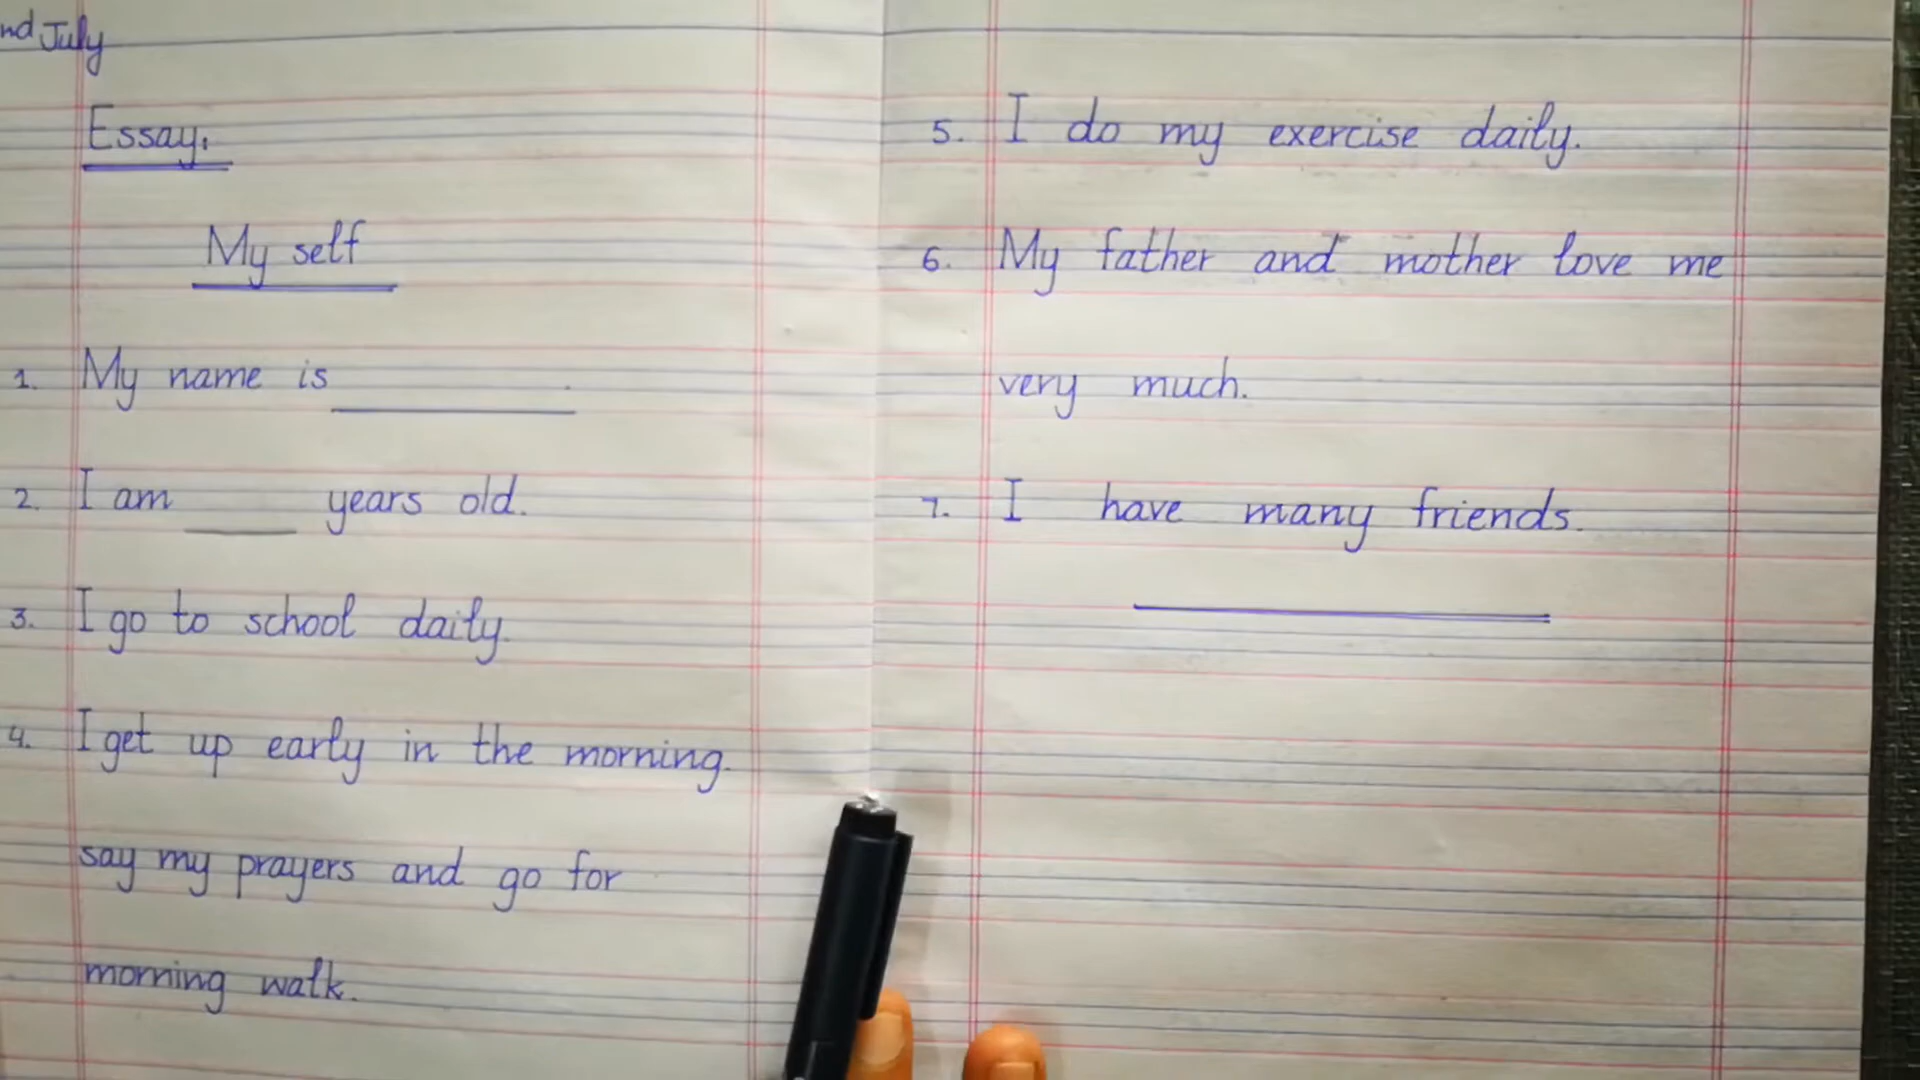 nd July
Essay.
My self
1. My name is ________.
2. I am ____ years old.
3. I go to school daily.
4. I get up early in the morning.
say my prayers and go for
morning walk.
5. I do my exercise daily.
6. My father and mother love me
very much.
7. I have many friends.